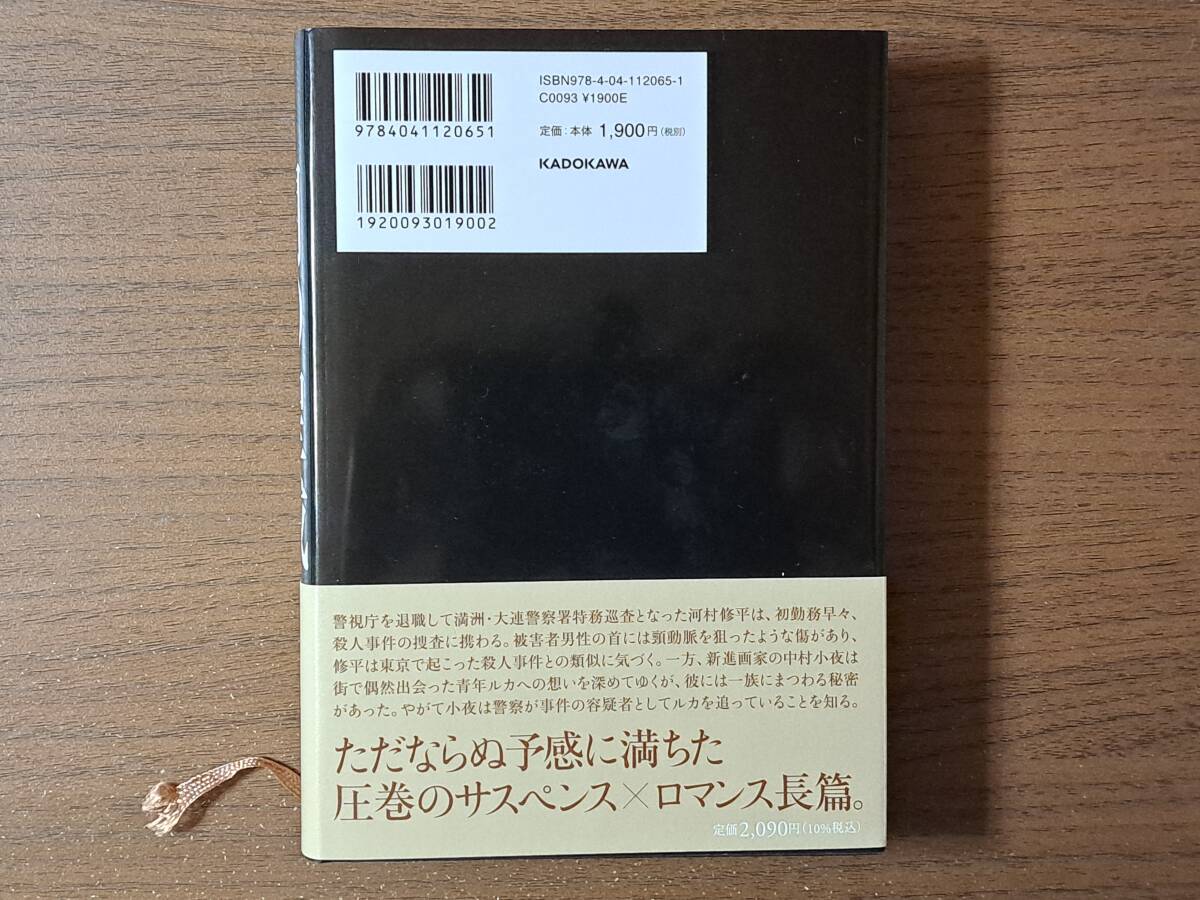 ISBN978-4-04-112065-1
C0093 ¥1900E
9784041120651
定価:本体 1,900円(税別)
KADOKAWA
1920093019002
警視庁を退職して満洲・大連警察署特務巡査となった河村修平は、初勤務早々、
殺人事件の捜査に携わる。被害者男性の首には頸動脈を狙ったような傷があり、
修平は東京で起こった殺人事件との類似に気づく。一方、新進画家の中村小夜は
街で偶然出会った青年ルカへの想いを深めてゆくが、彼には一族にまつわる秘密
があった。やがて小夜は警察が事件の容疑者としてルカを追っていることを知る。
ただならぬ予感に満ちた
圧巻のサスペンス×ロマンス長篇。
定価2,090円(10%税込)